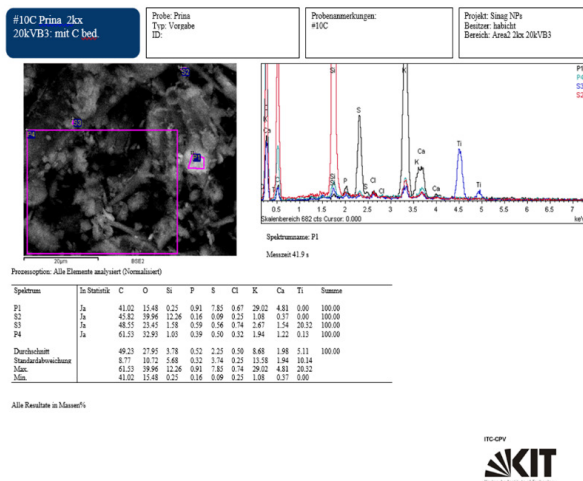 #10C Prina 2kx
20kVB3: mit C bed.
Probe: Prina
Typ: Vorgabe
ID:
Probenanmerkungen:
#10C
Projekt: Sinag NPs
Besitzer: habicht
Bereich: Area2 2kx 20kVB3
S2
S3
P4
20µm BSE2
P1
P4
S3
S2
Si
K
S
Ca
Ti
P
Cl
0.5 1 1.5 2 2.5 3 3.5 4 4.5 5 5.5 6 6.5 7
Skalenbereich 682 cts Cursor: 0.000
Spektrumname: P1
Messzeit 41.9 s
Prozessoption: Alle Elemente analysiert (Normalisiert)
Spektrum In Statistik C O Si P S Cl K Ca Ti Summe
P1 Ja 41.02 15.48 0.25 0.91 7.85 0.67 29.02 4.81 0.00 100.00
S2 Ja 45.82 39.96 12.26 0.16 0.09 0.25 1.08 0.37 0.00 100.00
S3 Ja 48.55 23.45 1.58 0.59 0.56 0.74 2.67 1.54 20.32 100.00
P4 Ja 61.53 32.93 1.03 0.39 0.50 0.32 1.94 1.22 0.13 100.00
Durchschnitt 49.23 27.95 3.78 0.52 2.25 0.50 8.68 1.98 5.11 100.00
Standardabweichung 8.77 10.72 5.68 0.32 3.74 0.25 13.58 1.94 10.14
Max. 61.53 39.96 12.26 0.91 7.85 0.74 29.02 4.81 20.32
Min. 41.02 15.48 0.25 0.16 0.09 0.25 1.08 0.37 0.00
Alle Resultate in Massen%
ITC-CPV
KIT